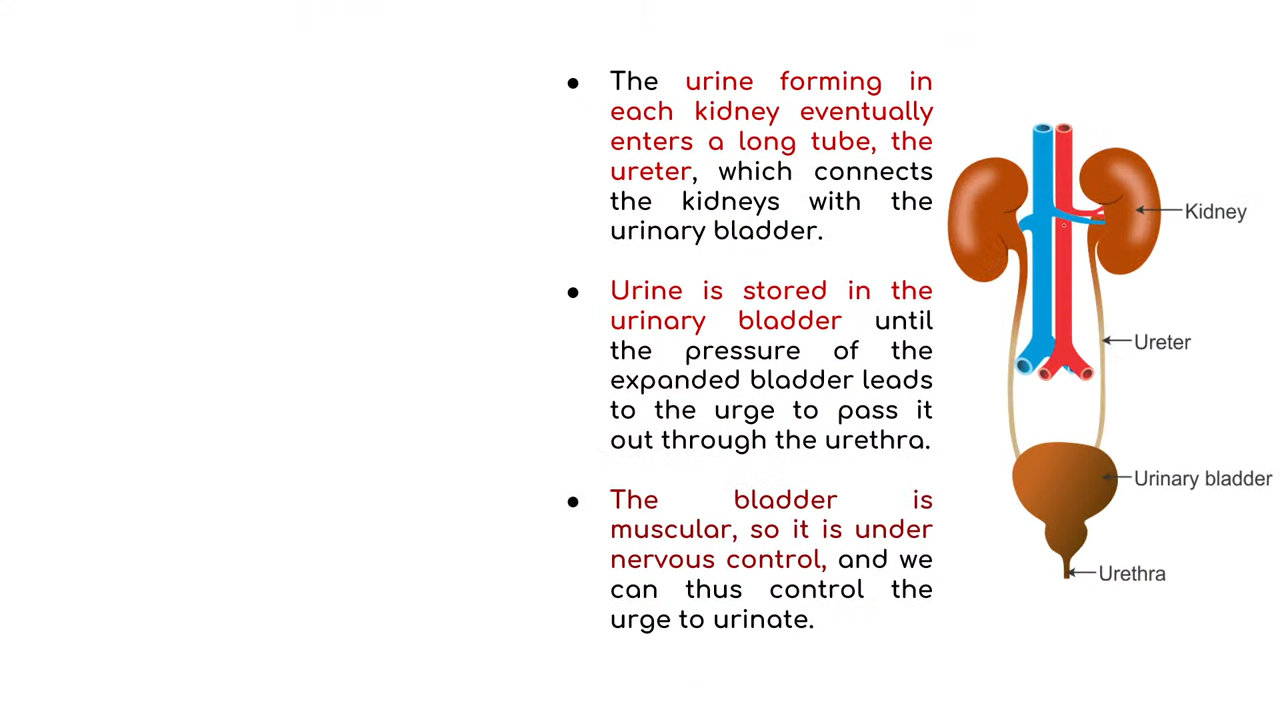 ● The urine forming in
each kidney eventually
enters a long tube, the
ureter, which connects
the kidneys with the
urinary bladder.
● Urine is stored in the
urinary bladder until
the pressure of the
expanded bladder leads
to the urge to pass it
out through the urethra.
● The bladder is
muscular, so it is under
nervous control, and we
can thus control the
urge to urinate.
Kidney
Ureter
Urinary bladder
Urethra